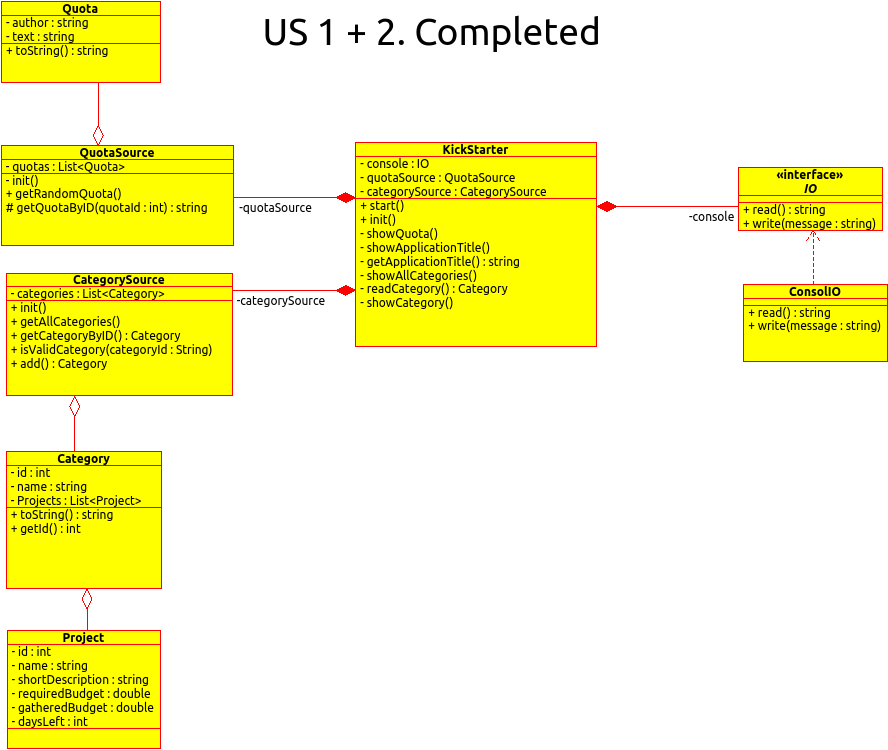 US 1 + 2. Completed
Quota
- author : string
- text : string
+ toString() : string
QuotaSource
- quotas : List<Quota>
- init()
+ getRandomQuota()
# getQuotaByID(quotaId : int) : string
-quotaSource
KickStarter
- console : IO
- quotaSource : QuotaSource
- categorySource : CategorySource
+ start()
+ init()
- showQuota()
- showApplicationTitle()
- getApplicationTitle() : string
- showAllCategories()
- readCategory() : Category
- showCategory()
-console
«interface»
IO
+ read() : string
+ write(message : string)
ConsolIO
+ read() : string
+ write(message : string)
CategorySource
- categories : List<Category>
+ init()
+ getAllCategories()
+ getCategoryByID() : Category
+ isValidCategory(categoryId : String)
+ add() : Category
-categorySource
Category
- id : int
- name : string
- Projects : List<Project>
+ toString() : string
+ getId() : int
Project
- id : int
- name : string
- shortDescription : string
- requiredBudget : double
- gatheredBudget : double
- daysLeft : int